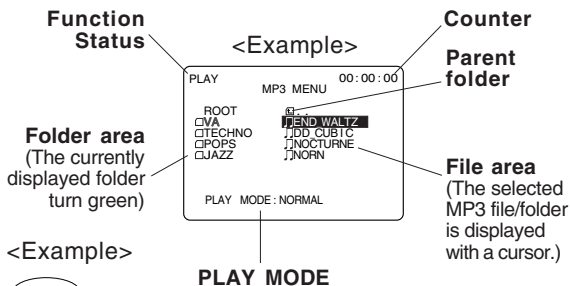 Function
Status
<Example>
Counter
Parent
folder
PLAY
00:00:00
MP3 MENU
ROOT
VA
TECHNO
POPS
JAZZ
. .
END WALTZ
DD CUBIC
NOCTURNE
NORN
PLAY MODE : NORMAL
Folder area
(The currently
displayed folder
turn green)
File area
(The selected
MP3 file/folder
is displayed
with a cursor.)
<Example>
PLAY MODE